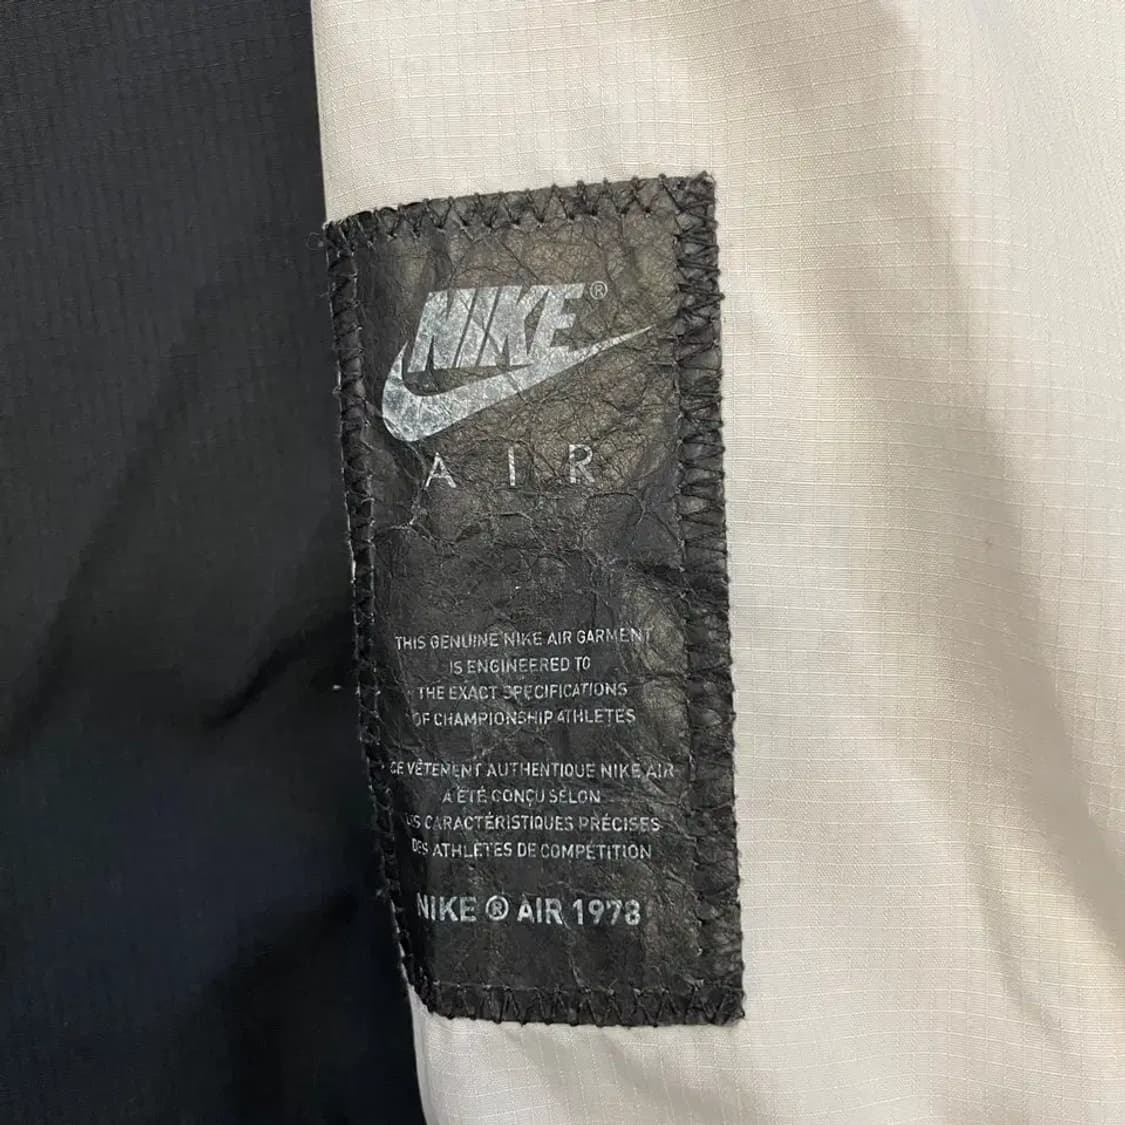 NIKE®
AIR
THIS GENUINE NIKE AIR GARMENT
IS ENGINEERED TO
THE EXACT SPECIFICATIONS
OF CHAMPIONSHIP ATHLETES
CE VÊTEMENT AUTHENTIQUE NIKE AIR
A ÉTÉ CONÇU SELON
LES CARACTÉRISTIQUES PRÉCISES
DES ATHLÈTES DE COMPÉTITION
NIKE ® AIR 1978